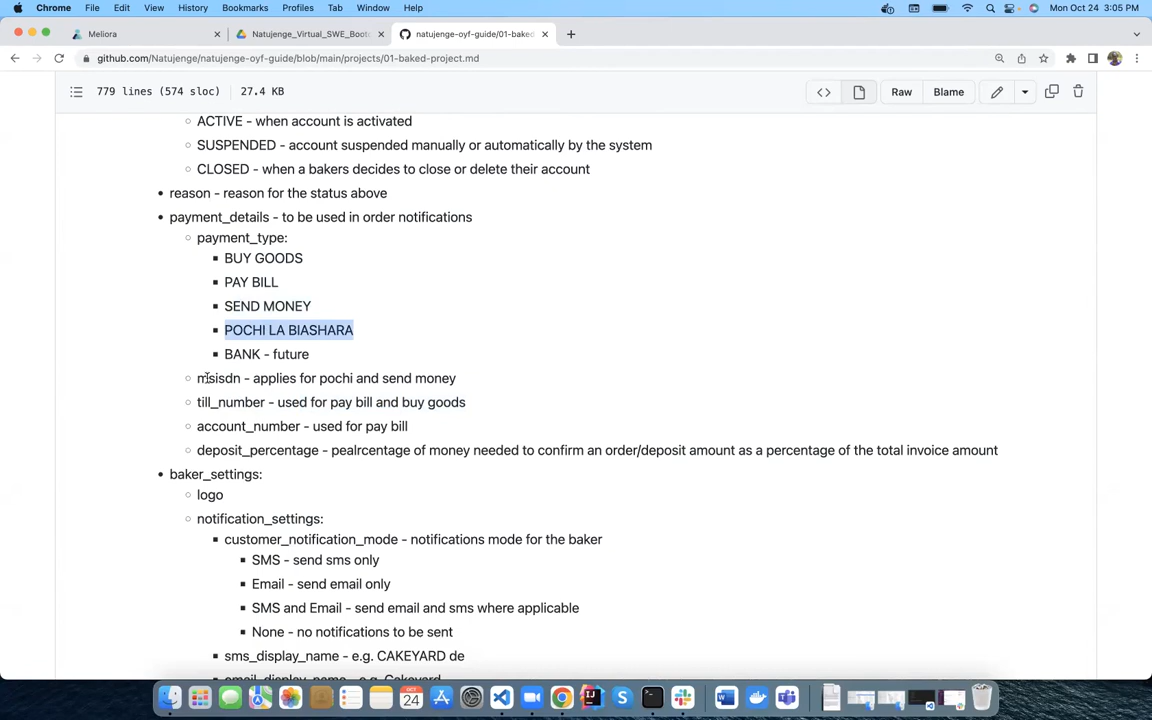 Chrome File Edit View History Bookmarks Profiles Tab Window Help Mon Oct 24 3:05 PM
Meliora Natujenge_Virtual_SWE_Boot natujenge-oyf-guide/01-baked-
github.com/Natujenge/natujenge-oyf-guide/blob/main/projects/01-baked-project.md
779 lines (574 sloc) 27.4 KB Raw Blame
ACTIVE - when account is activated
SUSPENDED - account suspended manually or automatically by the system
CLOSED - when a bakers decides to close or delete their account
reason - reason for the status above
payment_details - to be used in order notifications
payment_type:
BUY GOODS
PAY BILL
SEND MONEY
POCHI LA BIASHARA
BANK - future
msisdn - applies for pochi and send money
till_number - used for pay bill and buy goods
account_number - used for pay bill
deposit_percentage - pealrcentage of money needed to confirm an order/deposit amount as a percentage of the total invoice amount
baker_settings:
logo
notification_settings:
customer_notification_mode - notifications mode for the baker
SMS - send sms only
Email - send email only
SMS and Email - send email and sms where applicable
None - no notifications to be sent
sms_display_name - e.g. CAKEYARD de
email_display_name - e.g. Cakeyard
OCT
24